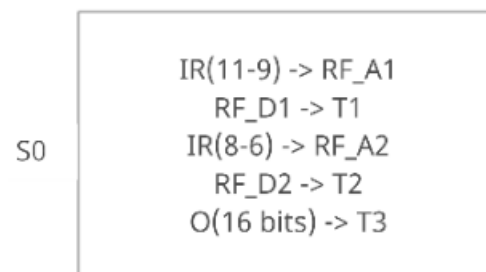 IR(11-9) -> RF_A1
RF_D1 -> T1
S0
IR(8-6) -> RF_A2
RF_D2 -> T2
O(16 bits) -> T3